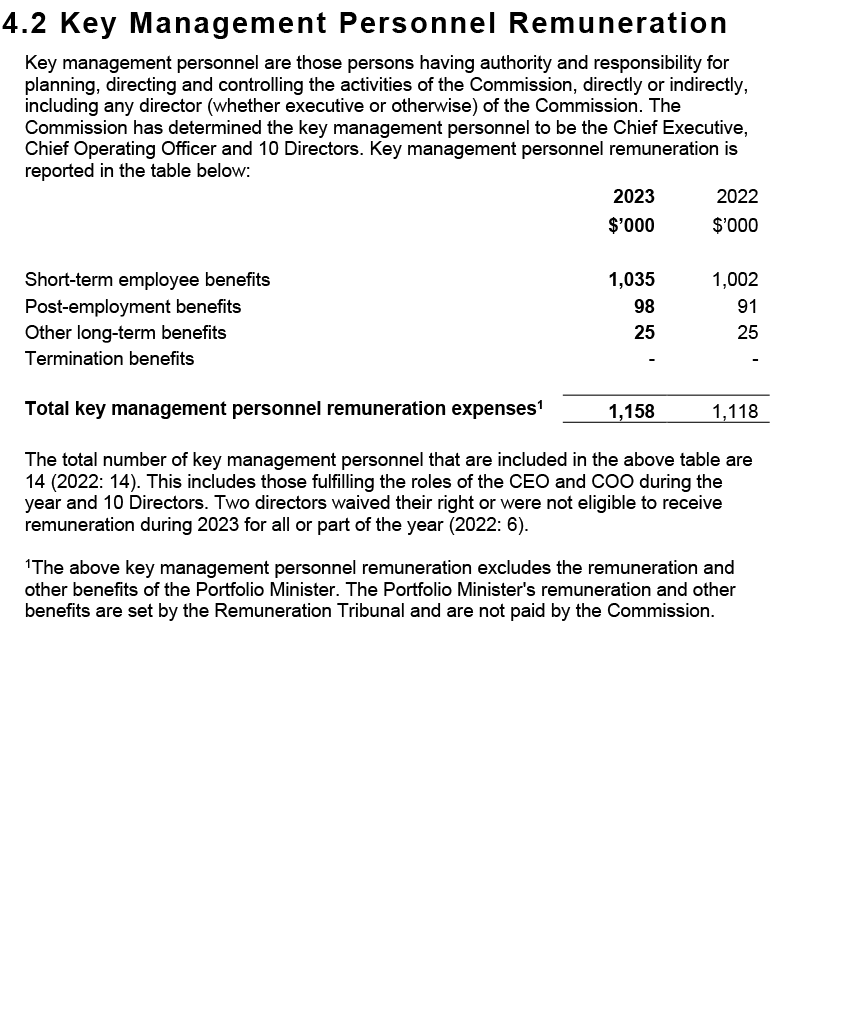 4.2 Key Management Personnel Remuneration
Key management personnel are those persons having authority and responsibility for
planning, directing and controlling the activities of the Commission, directly or indirectly,
including any director (whether executive or otherwise) of the Commission. The
Commission has determined the key management personnel to be the Chief Executive,
Chief Operating Officer and 10 Directors. Key management personnel remuneration is
reported in the table below:
2023 2022
$’000 $’000
Short-term employee benefits 1,035 1,002
Post-employment benefits 98 91
Other long-term benefits 25 25
Termination benefits - -
Total key management personnel remuneration expenses¹ 1,158 1,118
The total number of key management personnel that are included in the above table are
14 (2022: 14). This includes those fulfilling the roles of the CEO and COO during the
year and 10 Directors. Two directors waived their right or were not eligible to receive
remuneration during 2023 for all or part of the year (2022: 6).
¹The above key management personnel remuneration excludes the remuneration and
other benefits of the Portfolio Minister. The Portfolio Minister's remuneration and other
benefits are set by the Remuneration Tribunal and are not paid by the Commission.